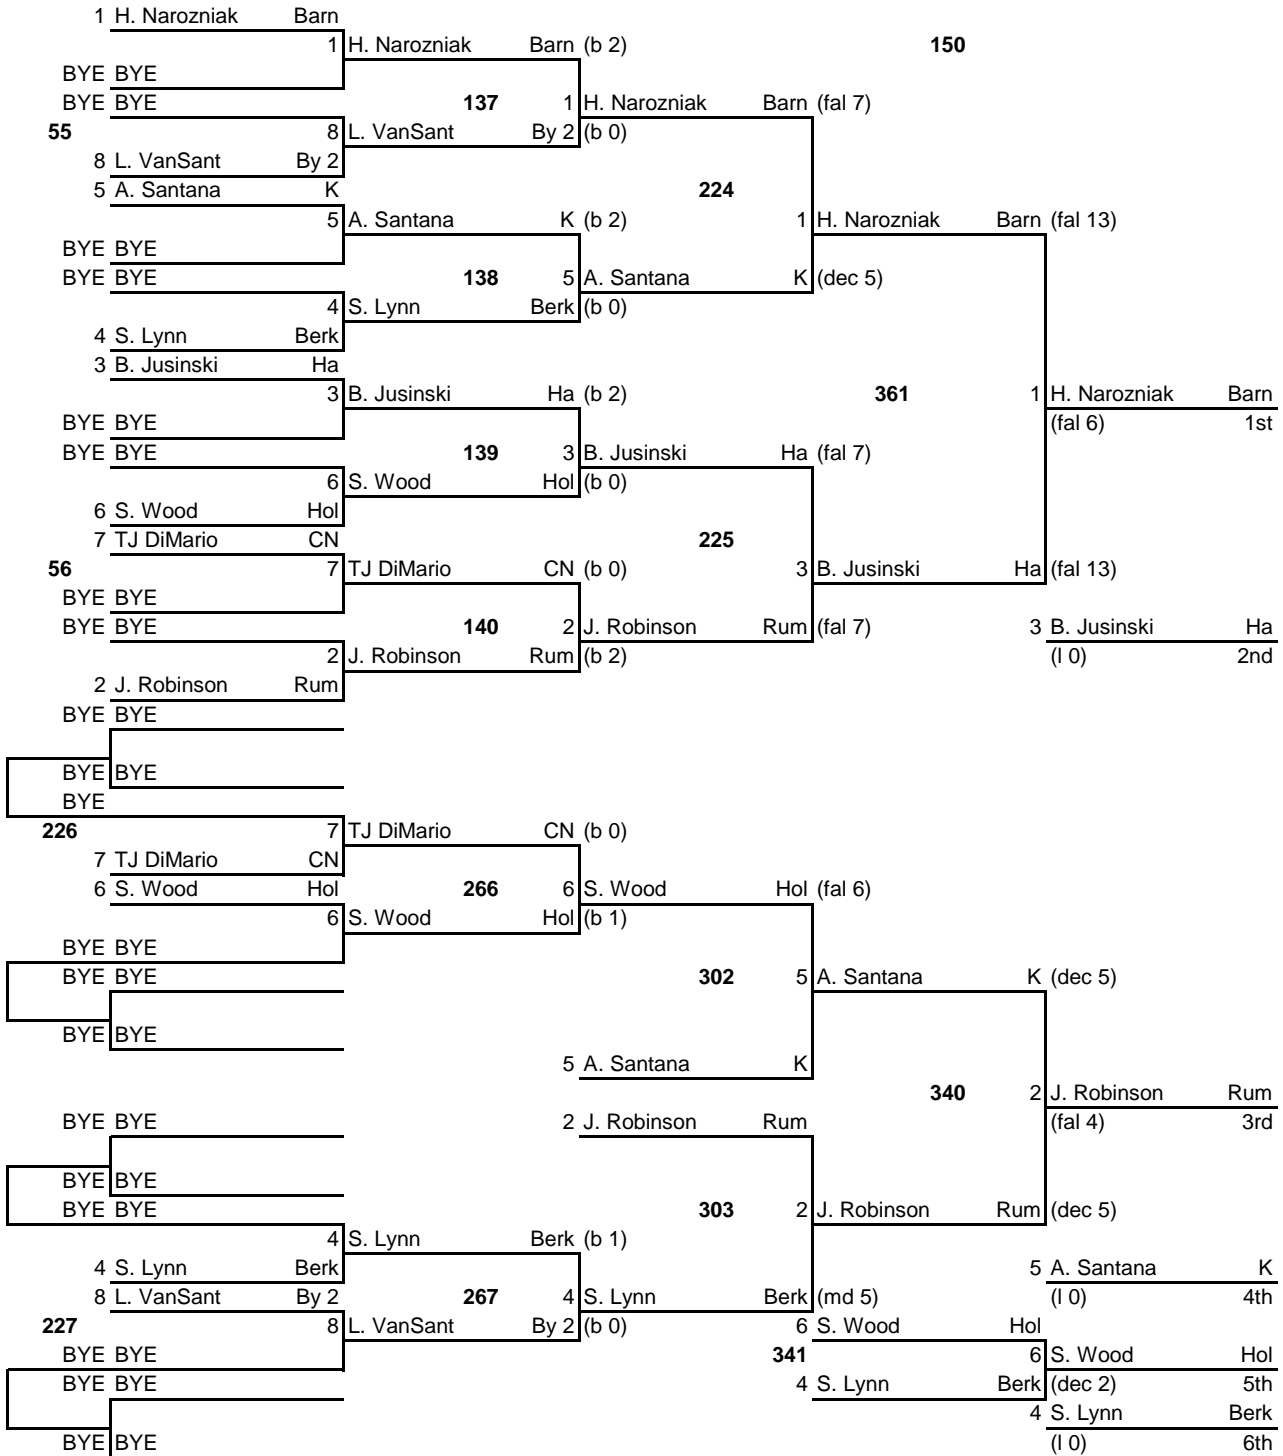 1 H. Narozniak Barn
1 H. Narozniak Barn (b 2) 150
BYE BYE
BYE BYE 137 1 H. Narozniak Barn (fal 7)
55 8 L. VanSant By 2 (b 0)
8 L. VanSant By 2
5 A. Santana K 224
5 A. Santana K (b 2) 1 H. Narozniak Barn (fal 13)
BYE BYE
BYE BYE 138 5 A. Santana K (dec 5)
4 S. Lynn Berk (b 0)
4 S. Lynn Berk
3 B. Jusinski Ha
3 B. Jusinski Ha (b 2) 361 1 H. Narozniak Barn
BYE BYE (fal 6) 1st
BYE BYE 139 3 B. Jusinski Ha (fal 7)
6 S. Wood Hol (b 0)
6 S. Wood Hol
7 TJ DiMario CN 225
56 7 TJ DiMario CN (b 0) 3 B. Jusinski Ha (fal 13)
BYE BYE
BYE BYE 140 2 J. Robinson Rum (fal 7) 3 B. Jusinski Ha
2 J. Robinson Rum (b 2) (l 0) 2nd
2 J. Robinson Rum
BYE BYE
BYE BYE
BYE
226 7 TJ DiMario CN (b 0)
7 TJ DiMario CN
6 S. Wood Hol 266 6 S. Wood Hol (fal 6)
6 S. Wood Hol (b 1)
BYE BYE
BYE BYE 302 5 A. Santana K (dec 5)
BYE BYE
5 A. Santana K
340 2 J. Robinson Rum
BYE BYE 2 J. Robinson Rum (fal 4) 3rd
BYE BYE
BYE BYE 303 2 J. Robinson Rum (dec 5)
4 S. Lynn Berk (b 1)
4 S. Lynn Berk 5 A. Santana K
8 L. VanSant By 2 267 4 S. Lynn Berk (md 5) (l 0) 4th
227 8 L. VanSant By 2 (b 0) 6 S. Wood Hol
BYE BYE 341 6 S. Wood Hol
BYE BYE 4 S. Lynn Berk (dec 2) 5th
4 S. Lynn Berk
BYE BYE (l 0) 6th